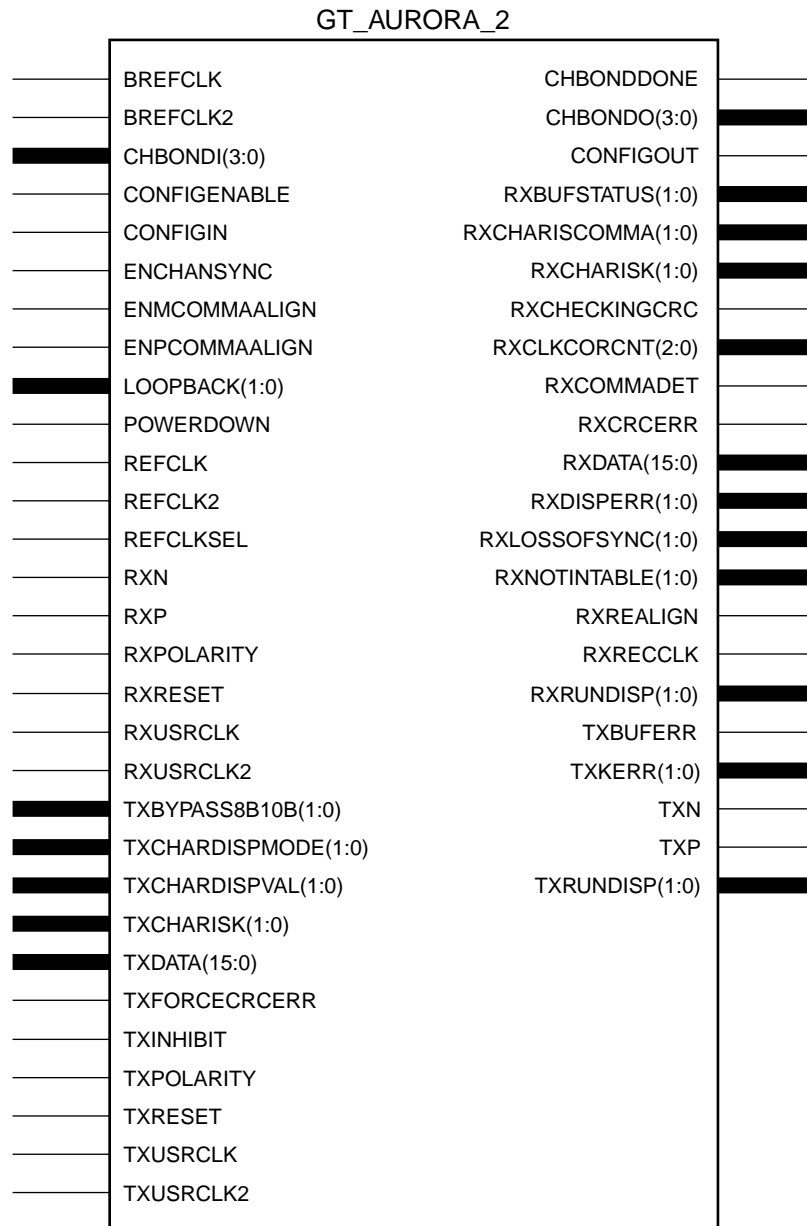 GT_AURORA_2
BREFCLK
BREFCLK2
CHBONDI(3:0)
CONFIGENABLE
CONFIGIN
ENCHANSYNC
ENMCOMMAALIGN
ENPCOMMAALIGN
LOOPBACK(1:0)
POWERDOWN
REFCLK
REFCLK2
REFCLKSEL
RXN
RXP
RXPOLARITY
RXRESET
RXUSRCLK
RXUSRCLK2
TXBYPASS8B10B(1:0)
TXCHARDISPMODE(1:0)
TXCHARDISPVAL(1:0)
TXCHARISK(1:0)
TXDATA(15:0)
TXFORCECRCERR
TXINHIBIT
TXPOLARITY
TXRESET
TXUSRCLK
TXUSRCLK2
CHBONDDONE
CHBONDO(3:0)
CONFIGOUT
RXBUFSTATUS(1:0)
RXCHARISCOMMA(1:0)
RXCHARISK(1:0)
RXCHECKINGCRC
RXCLKCORCNT(2:0)
RXCOMMADET
RXCRCERR
RXDATA(15:0)
RXDISPERR(1:0)
RXLOSSOFSYNC(1:0)
RXNOTINTABLE(1:0)
RXREALIGN
RXRECCLK
RXRUNDISP(1:0)
TXBUFERR
TXKERR(1:0)
TXN
TXP
TXRUNDISP(1:0)